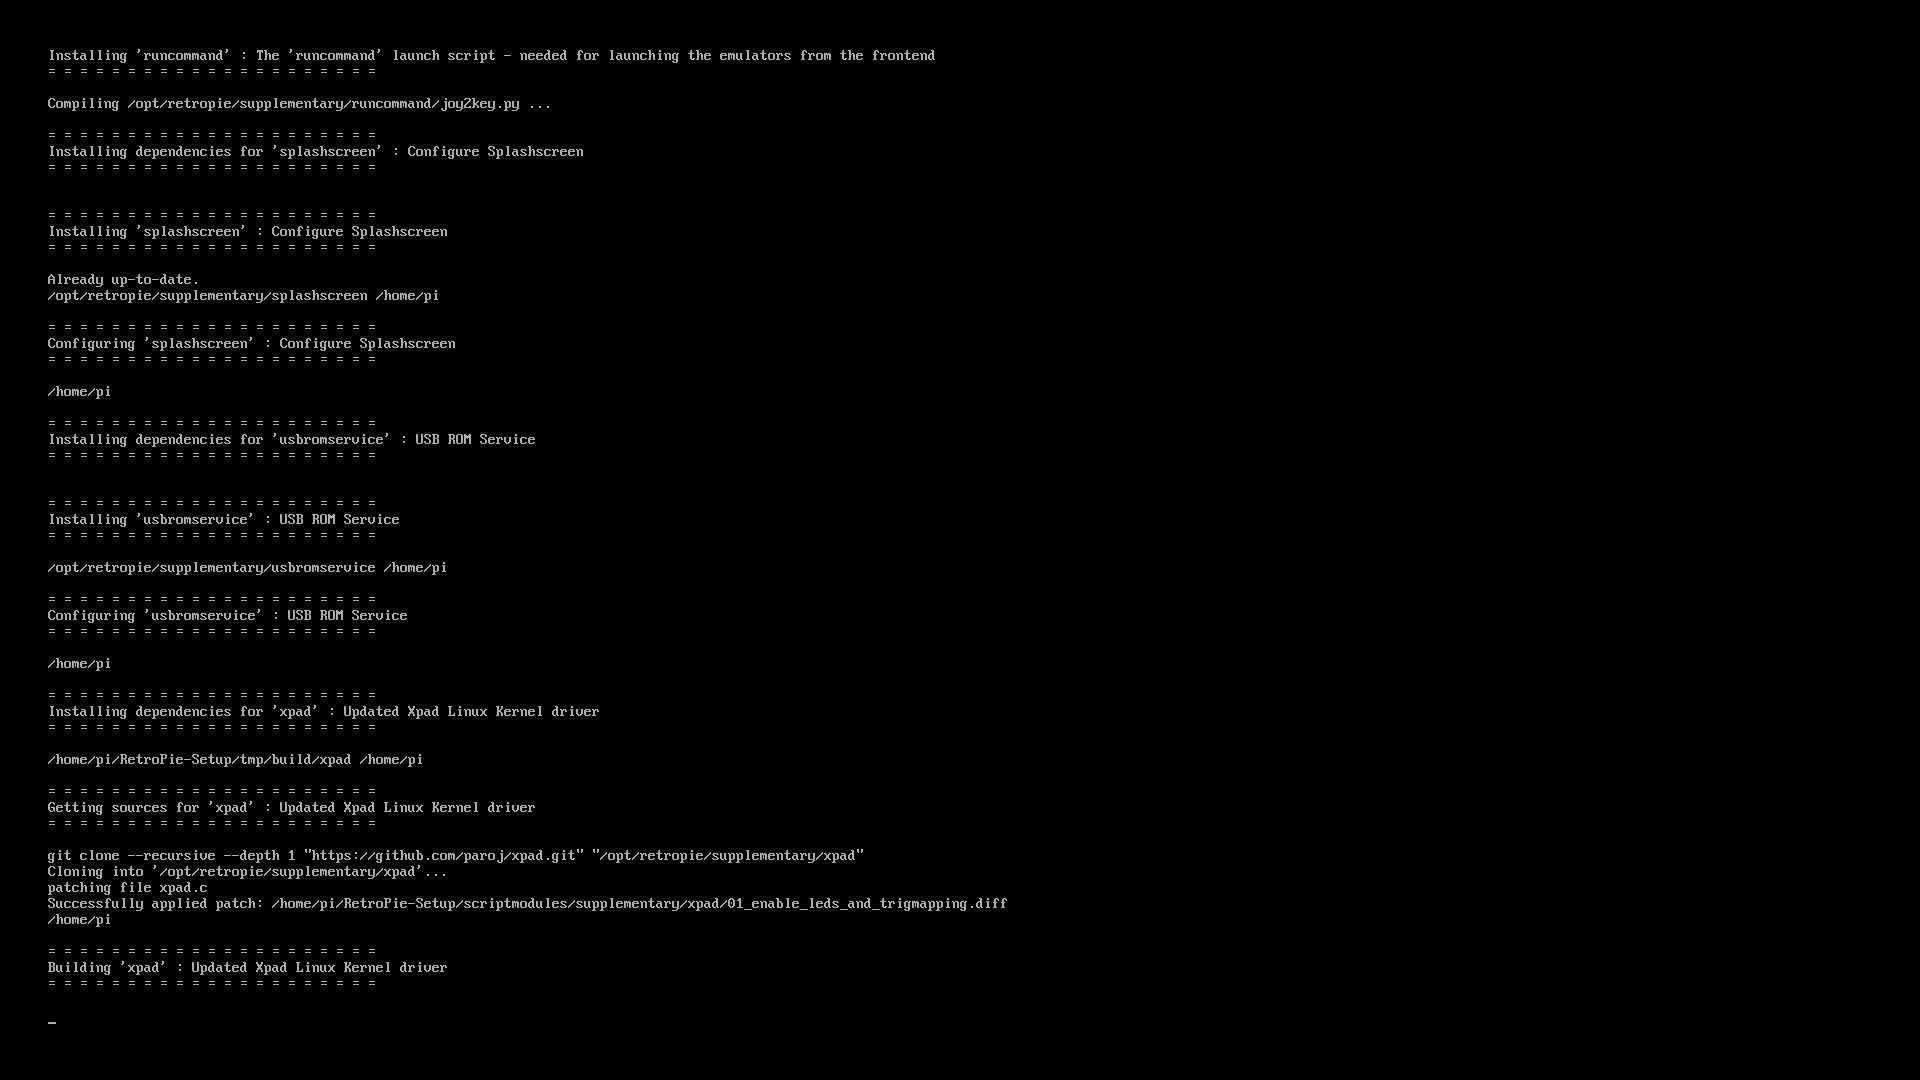 Installing 'runcommand' : The 'runcommand' launch script - needed for launching the emulators from the frontend
= = = = = = = = = = = = = = = = = = = = =
Compiling /opt/retropie/supplementary/runcommand/joy2key.py ...
= = = = = = = = = = = = = = = = = = = = =
Installing dependencies for 'splashscreen' : Configure Splashscreen
= = = = = = = = = = = = = = = = = = = = =
= = = = = = = = = = = = = = = = = = = = =
Installing 'splashscreen' : Configure Splashscreen
= = = = = = = = = = = = = = = = = = = = =
Already up-to-date.
/opt/retropie/supplementary/splashscreen /home/pi
= = = = = = = = = = = = = = = = = = = = =
Configuring 'splashscreen' : Configure Splashscreen
= = = = = = = = = = = = = = = = = = = = =
/home/pi
= = = = = = = = = = = = = = = = = = = = =
Installing dependencies for 'usbromservice' : USB ROM Service
= = = = = = = = = = = = = = = = = = = = =
= = = = = = = = = = = = = = = = = = = = =
Installing 'usbromservice' : USB ROM Service
= = = = = = = = = = = = = = = = = = = = =
/opt/retropie/supplementary/usbromservice /home/pi
= = = = = = = = = = = = = = = = = = = = =
Configuring 'usbromservice' : USB ROM Service
= = = = = = = = = = = = = = = = = = = = =
/home/pi
= = = = = = = = = = = = = = = = = = = = =
Installing dependencies for 'xpad' : Updated Xpad Linux Kernel driver
= = = = = = = = = = = = = = = = = = = = =
/home/pi/RetroPie-Setup/tmp/build/xpad /home/pi
= = = = = = = = = = = = = = = = = = = = =
Getting sources for 'xpad' : Updated Xpad Linux Kernel driver
= = = = = = = = = = = = = = = = = = = = =
git clone --recursive --depth 1 "https://github.com/paroj/xpad.git" "/opt/retropie/supplementary/xpad"
Cloning into '/opt/retropie/supplementary/xpad'...
patching file xpad.c
Successfully applied patch: /home/pi/RetroPie-Setup/scriptmodules/supplementary/xpad/01_enable_leds_and_trigmapping.diff
/home/pi
= = = = = = = = = = = = = = = = = = = = =
Building 'xpad' : Updated Xpad Linux Kernel driver
= = = = = = = = = = = = = = = = = = = = =
_